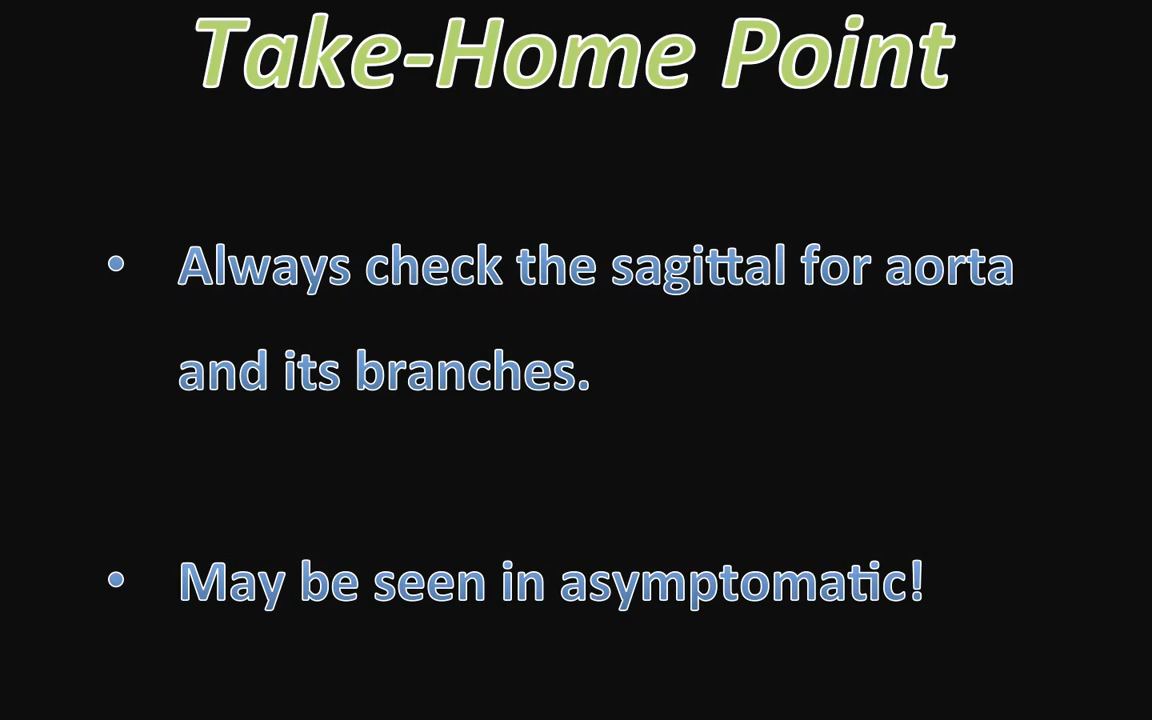 Take-Home Point
• Always check the sagittal for aorta
and its branches.
• May be seen in asymptomatic!